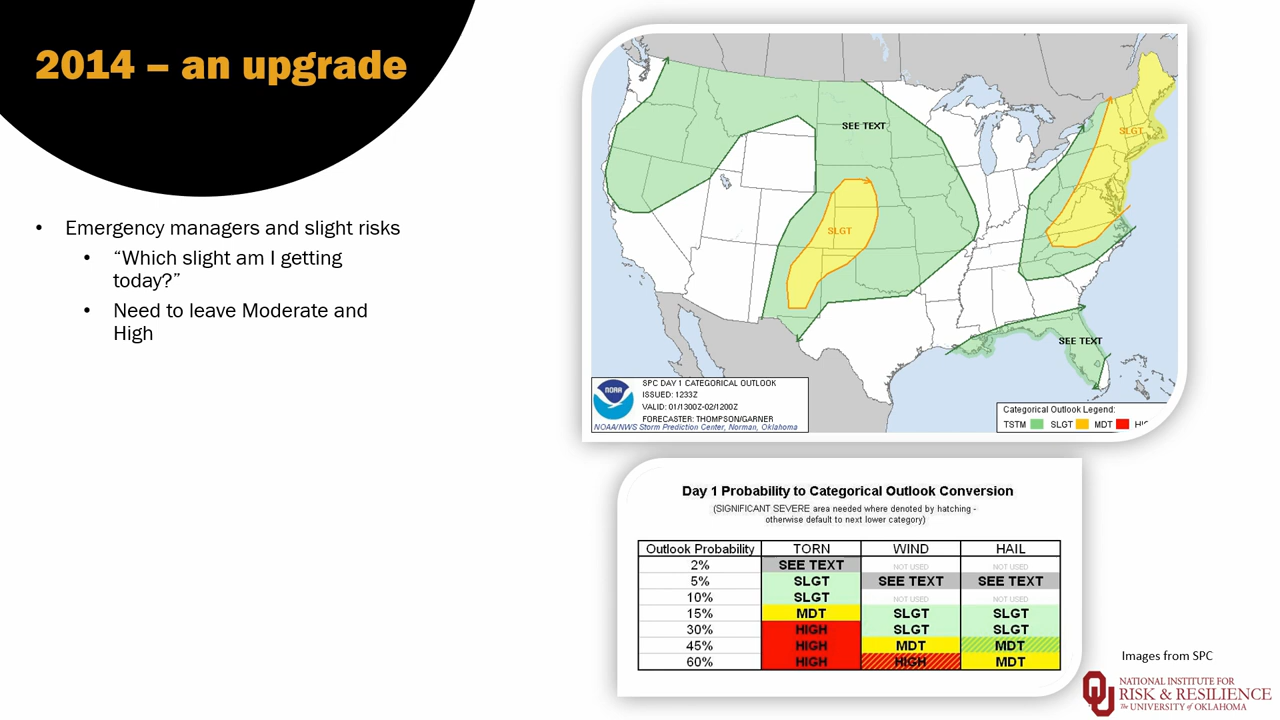 2014 – an upgrade
• Emergency managers and slight risks
• “Which slight am I getting
today?”
• Need to leave Moderate and
High
SEE TEXT
SLGT
SLGT
SEE TEXT
NOAA
SPC DAY 1 CATEGORICAL OUTLOOK
ISSUED: 1233Z
VALID: 01/1300Z-02/1200Z
FORECASTER: THOMPSON/GARNER
NOAA/NWS Storm Prediction Center, Norman, Oklahoma
Categorical Outlook Legend:
TSTM SLGT MDT
Day 1 Probability to Categorical Outlook Conversion
(SIGNIFICANT SEVERE area needed where denoted by hatching -
otherwise default to next lower category)
Outlook Probability TORN WIND HAIL
2% SEE TEXT NOT USED NOT USED
5% SLGT SEE TEXT SEE TEXT
10% SLGT NOT USED NOT USED
15% MDT SLGT SLGT
30% HIGH SLGT SLGT
45% HIGH MDT MDT
60% HIGH HIGH MDT
Images from SPC
NATIONAL INSTITUTE FOR
RISK & RESILIENCE
The UNIVERSITY of OKLAHOMA